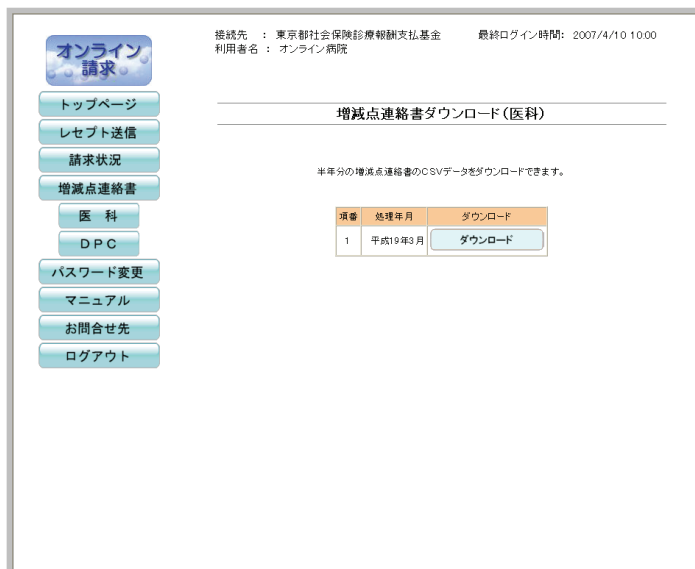 オンライン
請求
接続先 : 東京都社会保険診療報酬支払基金 最終ログイン時間: 2007/4/10 10:00
利用者名 : オンライン病院
トップページ
レセプト送信
請求状況
増減点連絡書
医 科
DPC
パスワード変更
マニュアル
お問合せ先
ログアウト
増減点連絡書ダウンロード(医科)
半年分の増減点連絡書のCSVデータをダウンロードできます。
項番 処理年月 ダウンロード
1 平成19年3月 ダウンロード